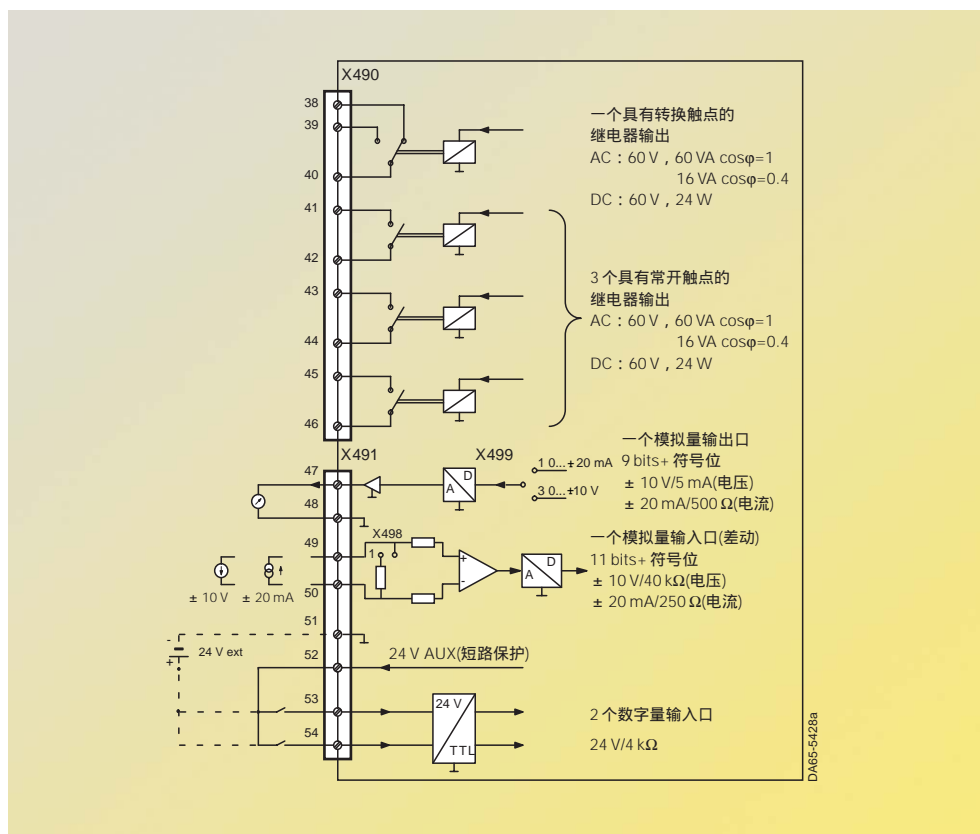 X490
38
39
40
41
42
43
44
45
46
一个具有转换触点的
继电器输出
AC：60 V，60 VA cosφ=1
16 VA cosφ=0.4
DC：60 V，24 W
3 个具有常开触点的
继电器输出
AC：60 V，60 VA cosφ=1
16 VA cosφ=0.4
DC：60 V，24 W
X491
47
48
49
50
51
52
53
54
D
A
X499
1 0...+20 mA
3 0...+10 V
一个模拟量输出口
9 bits+ 符号位
± 10 V/5 mA(电压)
± 20 mA/500 Ω(电流)
X498
1
+
-
D
A
一个模拟量输入口(差动)
11 bits+ 符号位
± 10 V/40 kΩ(电压)
± 20 mA/250 Ω(电流)
± 10 V ± 20 mA
-
+
24 V ext
24 V AUX(短路保护)
24 V
TTL
2 个数字量输入口
24 V/4 kΩ
DA65-5428a